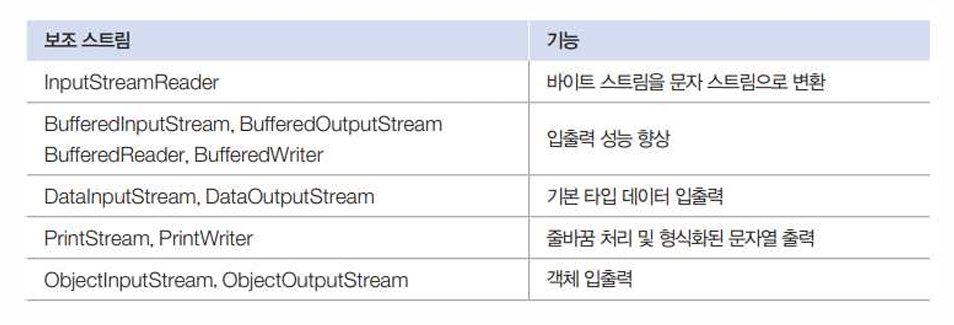 보조 스트림 기능
InputStreamReader 바이트 스트림을 문자 스트림으로 변환
BufferedInputStream, BufferedOutputStream
BufferedReader, BufferedWriter
입출력 성능 향상
DataInputStream, DataOutputStream 기본 타입 데이터 입출력
PrintStream, PrintWriter 줄바꿈 처리 및 형식화된 문자열 출력
ObjectInputStream, ObjectOutputStream 객체 입출력